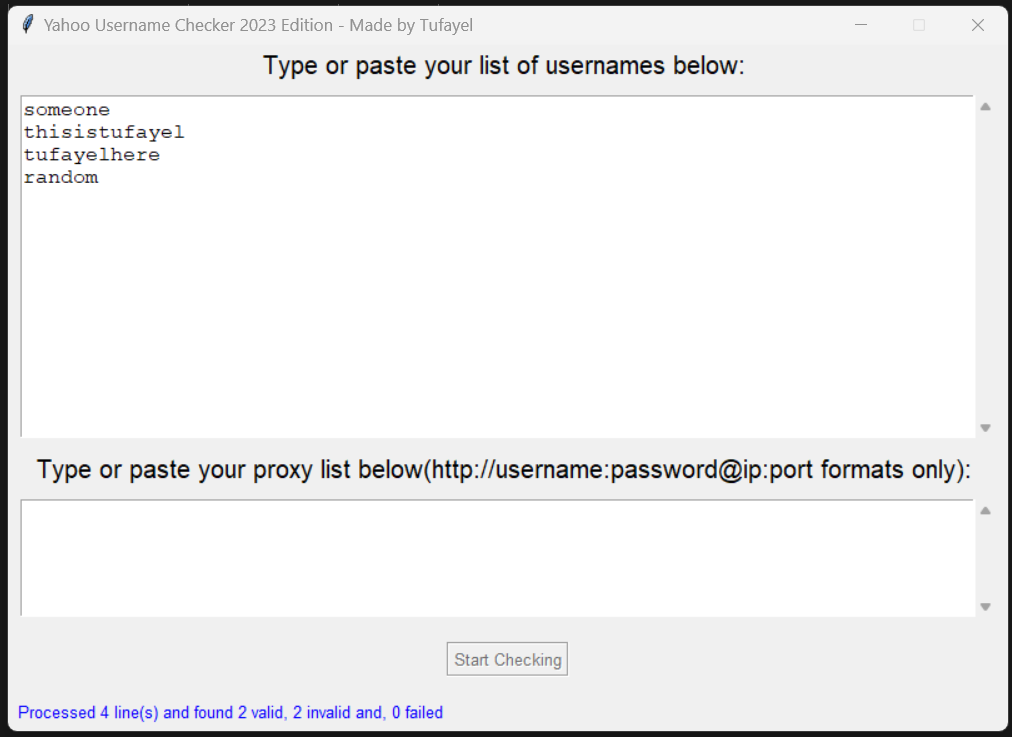 Yahoo Username Checker 2023 Edition - Made by Tufayel
Type or paste your list of usernames below:
someone
thisistufayel
tufayelhere
random
Type or paste your proxy list below(http://username:password@ip:port formats only):
Start Checking
Processed 4 line(s) and found 2 valid, 2 invalid and, 0 failed